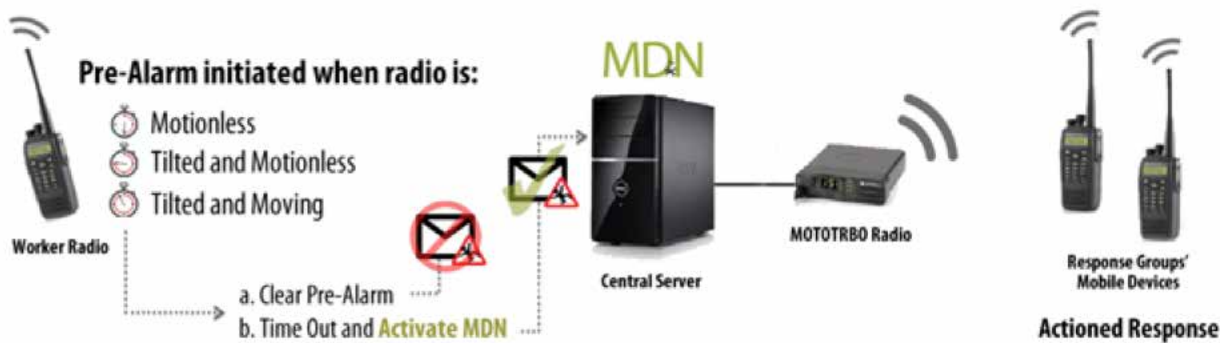 MDN
Pre-Alarm initiated when radio is:
Motionless
Tilted and Motionless
Tilted and Moving
Worker Radio
a. Clear Pre-Alarm
b. Time Out and Activate MDN
Central Server
MOTOTRBO Radio
Response Groups'
Mobile Devices
Actioned Response